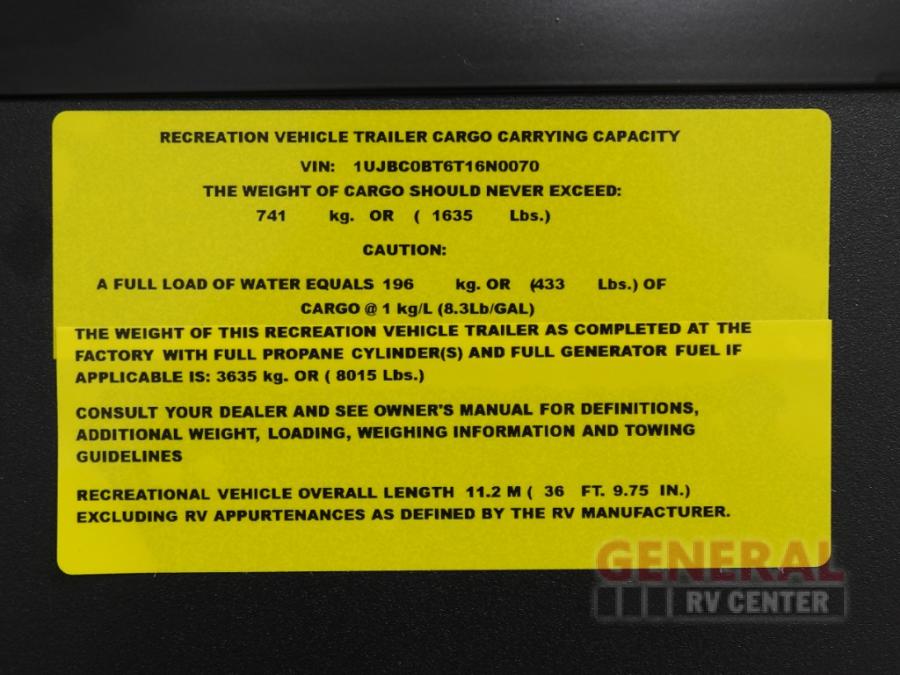 RECREATION VEHICLE TRAILER CARGO CARRYING CAPACITY
VIN: 1UJBC0BT6T16N0070
THE WEIGHT OF CARGO SHOULD NEVER EXCEED:
741 kg. OR ( 1635 Lbs.)
CAUTION:
A FULL LOAD OF WATER EQUALS 196 kg. OR (433 Lbs.) OF
CARGO @ 1 kg/L (8.3Lb/GAL)
THE WEIGHT OF THIS RECREATION VEHICLE TRAILER AS COMPLETED AT THE
FACTORY WITH FULL PROPANE CYLINDER(S) AND FULL GENERATOR FUEL IF
APPLICABLE IS: 3635 kg. OR ( 8015 Lbs.)
CONSULT YOUR DEALER AND SEE OWNER'S MANUAL FOR DEFINITIONS,
ADDITIONAL WEIGHT, LOADING, WEIGHING INFORMATION AND TOWING
GUIDELINES
RECREATIONAL VEHICLE OVERALL LENGTH 11.2 M ( 36 FT. 9.75 IN.)
EXCLUDING RV APPURTENANCES AS DEFINED BY THE RV MANUFACTURER.
GENERAL
RV CENTER